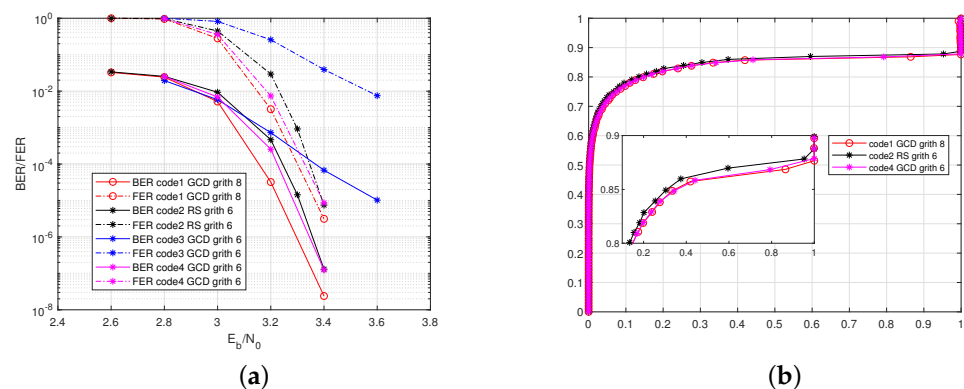 10^0
10^-2
10^-4
10^-6
10^-8
BER/FER
BER code1 GCD grith 8
FER code1 GCD grith 8
BER code2 RS grith 6
FER code2 RS grith 6
BER code3 GCD grith 6
FER code3 GCD grith 6
BER code4 GCD grith 6
FER code4 GCD grith 6
2.4 2.6 2.8 3 3.2 3.4 3.6 3.8
E_b/N_0
(a)
1
0.9
0.8
0.7
0.6
0.5
0.4
0.3
0.2
0.1
0
0.9
0.85
0.8
0.2 0.4 0.6 0.8 1
code1 GCD grith 8
code2 RS grith 6
code4 GCD grith 6
0 0.1 0.2 0.3 0.4 0.5 0.6 0.7 0.8 0.9 1
(b)